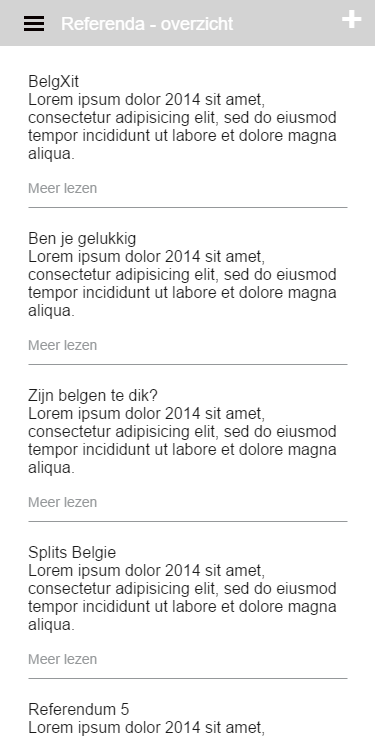 Referenda - overzicht
BelgXit
Lorem ipsum dolor 2014 sit amet,
consectetur adipisicing elit, sed do eiusmod
tempor incididunt ut labore et dolore magna
aliqua.
Meer lezen
Ben je gelukkig
Lorem ipsum dolor 2014 sit amet,
consectetur adipisicing elit, sed do eiusmod
tempor incididunt ut labore et dolore magna
aliqua.
Meer lezen
Zijn belgen te dik?
Lorem ipsum dolor 2014 sit amet,
consectetur adipisicing elit, sed do eiusmod
tempor incididunt ut labore et dolore magna
aliqua.
Meer lezen
Splits Belgie
Lorem ipsum dolor 2014 sit amet,
consectetur adipisicing elit, sed do eiusmod
tempor incididunt ut labore et dolore magna
aliqua.
Meer lezen
Referendum 5
Lorem ipsum dolor 2014 sit amet,